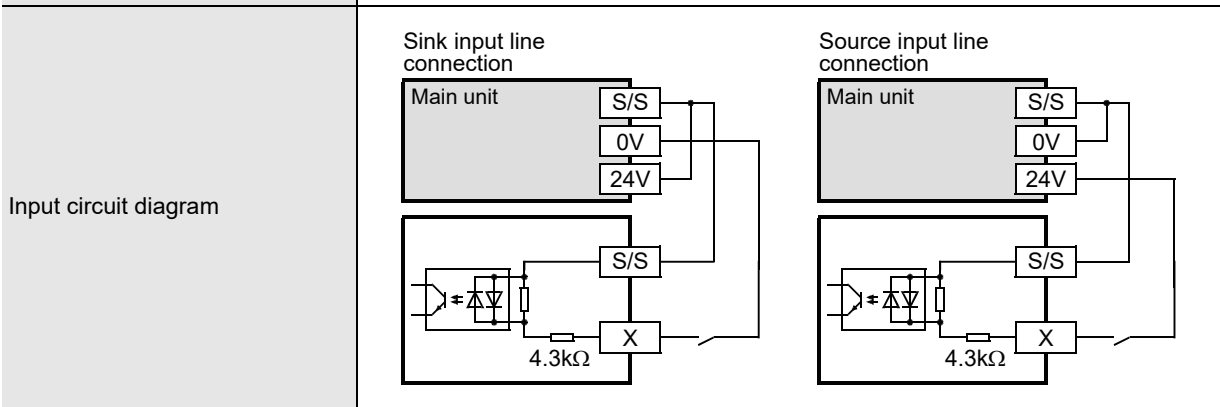 Input circuit diagram
Sink input line
connection
Main unit
S/S
0V
24V
S/S
X
4.3kΩ
Source input line
connection
Main unit
S/S
0V
24V
S/S
X
4.3kΩ